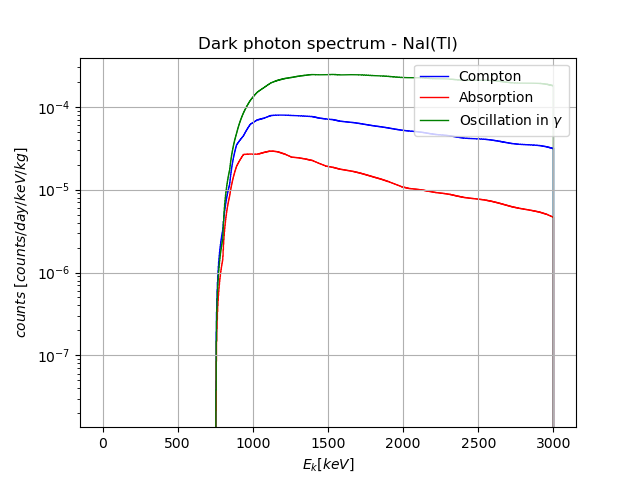 Dark photon spectrum - NaI(Tl)
Compton
Absorption
Oscillation in γ
counts [counts/day/keV/kg]
10⁻⁴
10⁻⁵
10⁻⁶
10⁻⁷
0 500 1000 1500 2000 2500 3000
E_k[keV]